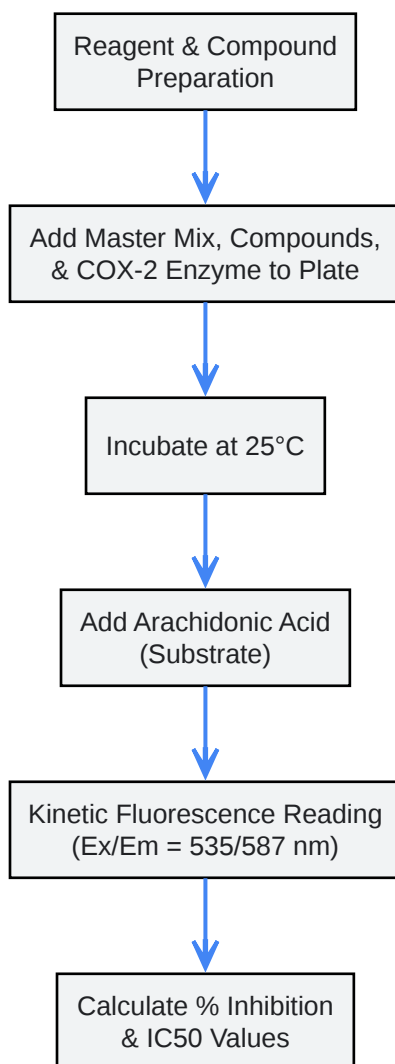 Reagent & Compound
Preparation
Add Master Mix, Compounds,
& COX-2 Enzyme to Plate
Incubate at 25°C
Add Arachidonic Acid
(Substrate)
Kinetic Fluorescence Reading
(Ex/Em = 535/587 nm)
Calculate % Inhibition
& IC50 Values